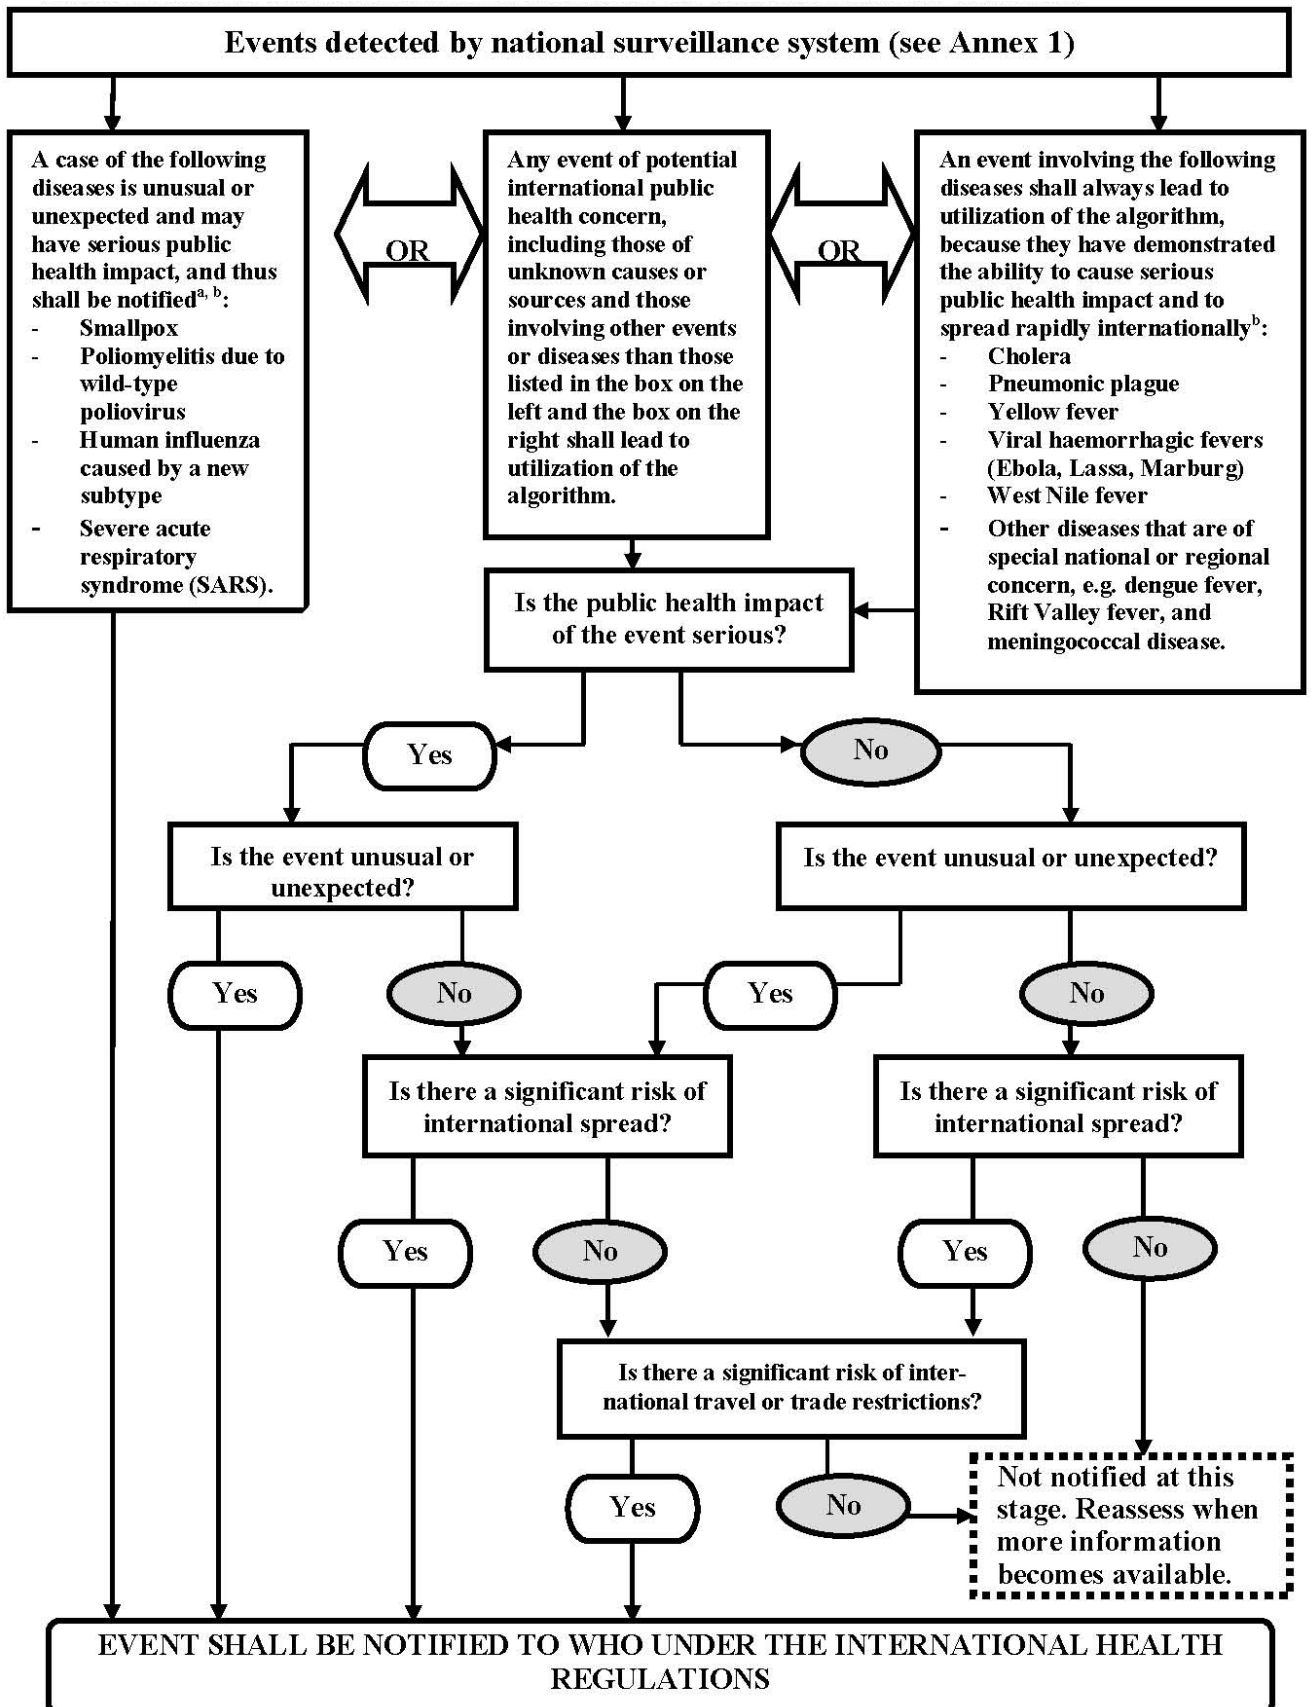 Events detected by national surveillance system (see Annex 1)
A case of the following
diseases is unusual or
unexpected and may
have serious public
health impact, and thus
shall be notified^a, b:
- Smallpox
- Poliomyelitis due to
wild-type
poliovirus
- Human influenza
caused by a new
subtype
- Severe acute
respiratory
syndrome (SARS).
OR
Any event of potential
international public
health concern,
including those of
unknown causes or
sources and those
involving other events
or diseases than those
listed in the box on the
left and the box on the
right shall lead to
utilization of the
algorithm.
OR
An event involving the following
diseases shall always lead to
utilization of the algorithm,
because they have demonstrated
the ability to cause serious
public health impact and to
spread rapidly internationally^b:
- Cholera
- Pneumonic plague
- Yellow fever
- Viral haemorrhagic fevers
(Ebola, Lassa, Marburg)
- West Nile fever
- Other diseases that are of
special national or regional
concern, e.g. dengue fever,
Rift Valley fever, and
meningococcal disease.
Is the public health impact
of the event serious?
Yes
No
Is the event unusual or
unexpected?
Is the event unusual or unexpected?
Yes
No
Yes
No
Is there a significant risk of
international spread?
Is there a significant risk of
international spread?
Yes
No
Yes
No
Is there a significant risk of inter-
national travel or trade restrictions?
Yes
No
Not notified at this
stage. Reassess when
more information
becomes available.
EVENT SHALL BE NOTIFIED TO WHO UNDER THE INTERNATIONAL HEALTH
REGULATIONS